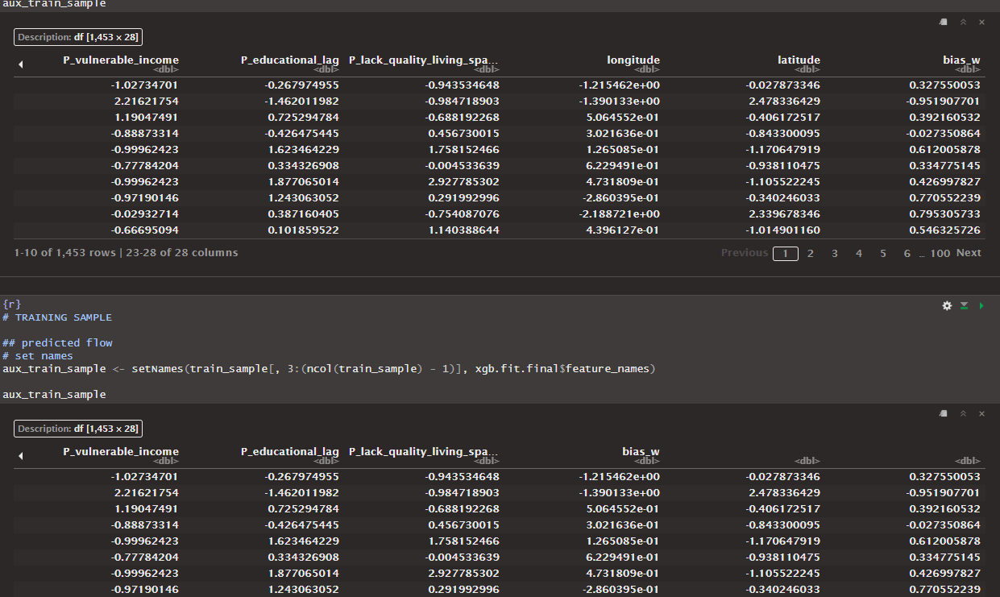 aux_train_sample
Description: df [1,453 × 28]
P_vulnerable_income P_educational_lag P_lack_quality_living_spa... longitude latitude bias_w
<dbl> <dbl> <dbl> <dbl> <dbl> <dbl>
-1.02734701 -0.267974955 -0.943534648 -1.215462e+00 -0.027873346 0.327550053
2.21621754 -1.462011982 -0.984718903 -1.390133e+00 2.478336429 -0.951907701
1.19047491 0.725294784 -0.688192268 5.064552e-01 -0.406172517 0.392160532
-0.88873314 -0.426475445 0.456730015 3.021636e-01 -0.843300095 -0.027350864
-0.99962423 1.623464229 1.758152466 1.265085e-01 -1.170647919 0.612005878
-0.77784204 0.334326908 -0.004533639 6.229491e-01 -0.938110475 0.334775145
-0.99962423 1.877065014 2.927785302 4.731809e-01 -1.105522245 0.426997827
-0.97190146 1.243063052 0.291992996 -2.860395e-01 -0.340246033 0.770552239
-0.02932714 0.387160405 -0.754087076 -2.188721e+00 2.339678346 0.795305733
-0.66695094 0.101859522 1.140388644 4.396127e-01 -1.014901160 0.546325726
1-10 of 1,453 rows | 23-28 of 28 columns Previous 1 2 3 4 5 6 ... 100 Next
{r}
# TRAINING SAMPLE
## predicted flow
# set names
aux_train_sample <- setNames(train_sample[, 3:(ncol(train_sample) - 1)], xgb.fit.final$feature_names)
aux_train_sample
Description: df [1,453 × 28]
P_vulnerable_income P_educational_lag P_lack_quality_living_spa... bias_w
<dbl> <dbl> <dbl> <dbl> <dbl> <dbl>
-1.02734701 -0.267974955 -0.943534648 -1.215462e+00 -0.027873346 0.327550053
2.21621754 -1.462011982 -0.984718903 -1.390133e+00 2.478336429 -0.951907701
1.19047491 0.725294784 -0.688192268 5.064552e-01 -0.406172517 0.392160532
-0.88873314 -0.426475445 0.456730015 3.021636e-01 -0.843300095 -0.027350864
-0.99962423 1.623464229 1.758152466 1.265085e-01 -1.170647919 0.612005878
-0.77784204 0.334326908 -0.004533639 6.229491e-01 -0.938110475 0.334775145
-0.99962423 1.877065014 2.927785302 4.731809e-01 -1.105522245 0.426997827
-0.97190146 1.243063052 0.291992996 -2.860395e-01 -0.340246033 0.770552239